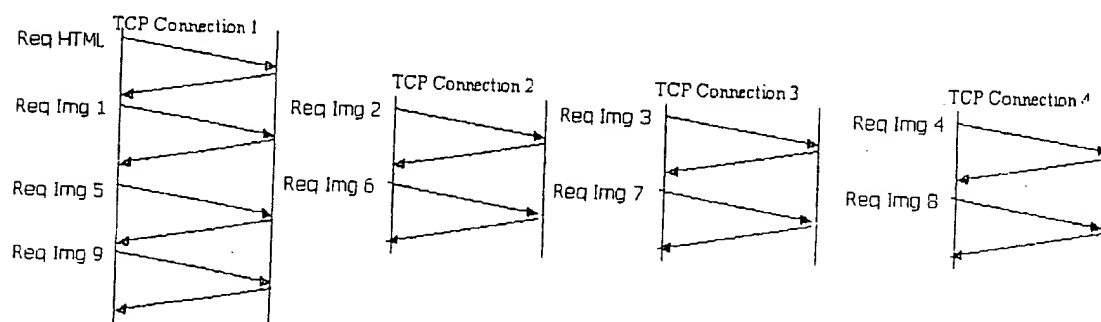 TCP Connection 1
Req HTML
Req Img 1
Req Img 5
Req Img 9
TCP Connection 2
Req Img 2
Req Img 6
TCP Connection 3
Req Img 3
Req Img 7
TCP Connection 4
Req Img 4
Req Img 8